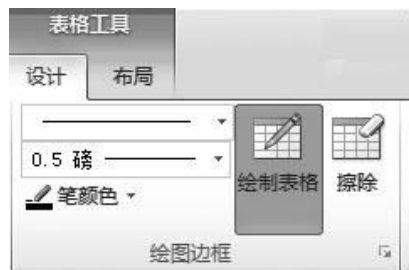 表格工具
设计 布局
0.5 磅
笔颜色
绘制表格 擦除
绘图边框